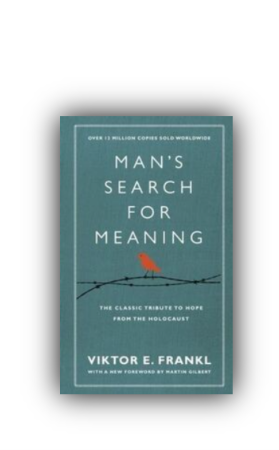 OVER 12 MILLION COPIES SOLD WORLDWIDE
MAN'S
SEARCH
FOR
MEANING
THE CLASSIC TRIBUTE TO HOPE
FROM THE HOLOCAUST
VIKTOR E. FRANKL
WITH A NEW FOREWORD BY MARTIN GILBERT